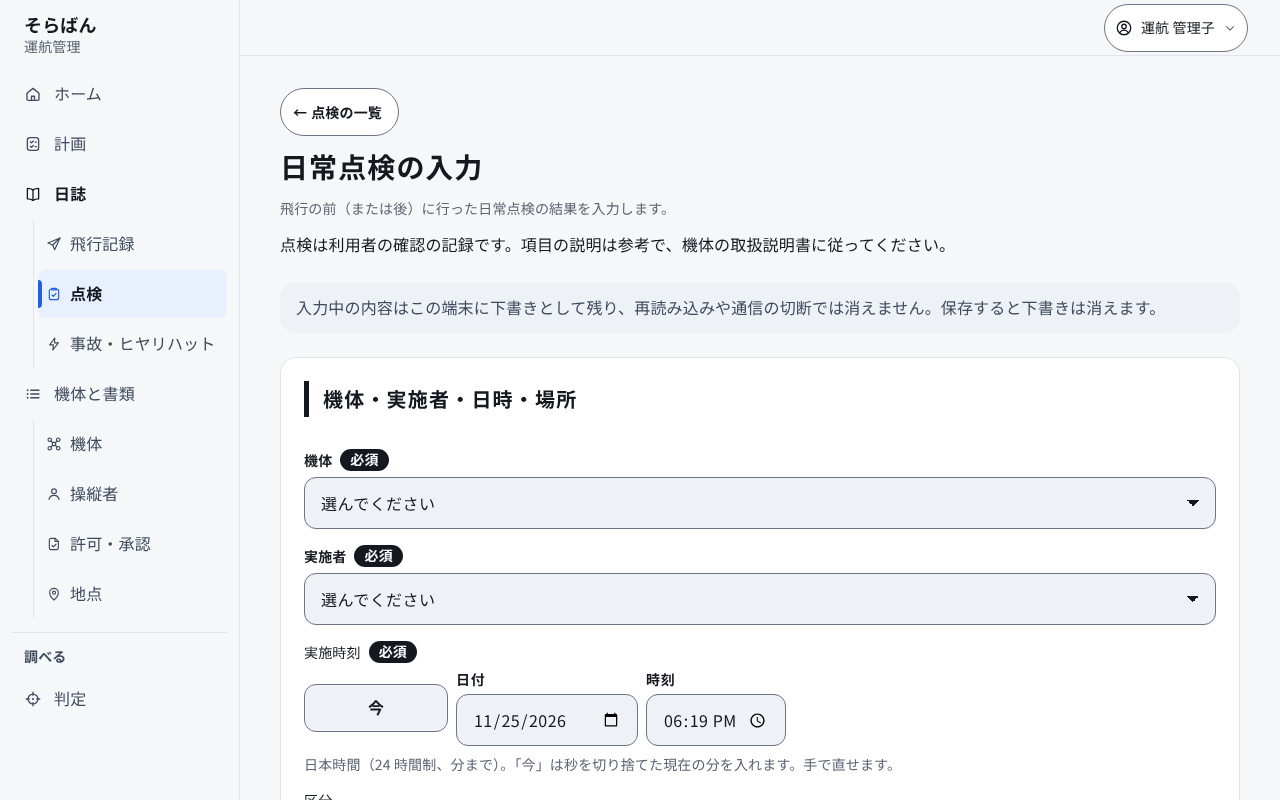 そらばん
運航管理
運航 管理子
ホーム
計画
日誌
飛行記録
点検
事故・ヒヤリハット
機体と書類
機体
操縦者
許可・承認
地点
調べる
判定
← 点検の一覧
日常点検の入力
飛行の前（または後）に行った日常点検の結果を入力します。
点検は利用者の確認の記録です。項目の説明は参考で、機体の取扱説明書に従ってください。
入力中の内容はこの端末に下書きとして残り、再読み込みや通信の切断では消えません。保存すると下書きは消えます。
機体・実施者・日時・場所
機体 必須
選んでください
実施者 必須
選んでください
実施時刻 必須
日付 時刻
今 11/25/2026 06:19 PM
日本時間（24 時間制、分まで）。「今」は秒を切り捨てた現在の分を入れます。手で直せます。
区分